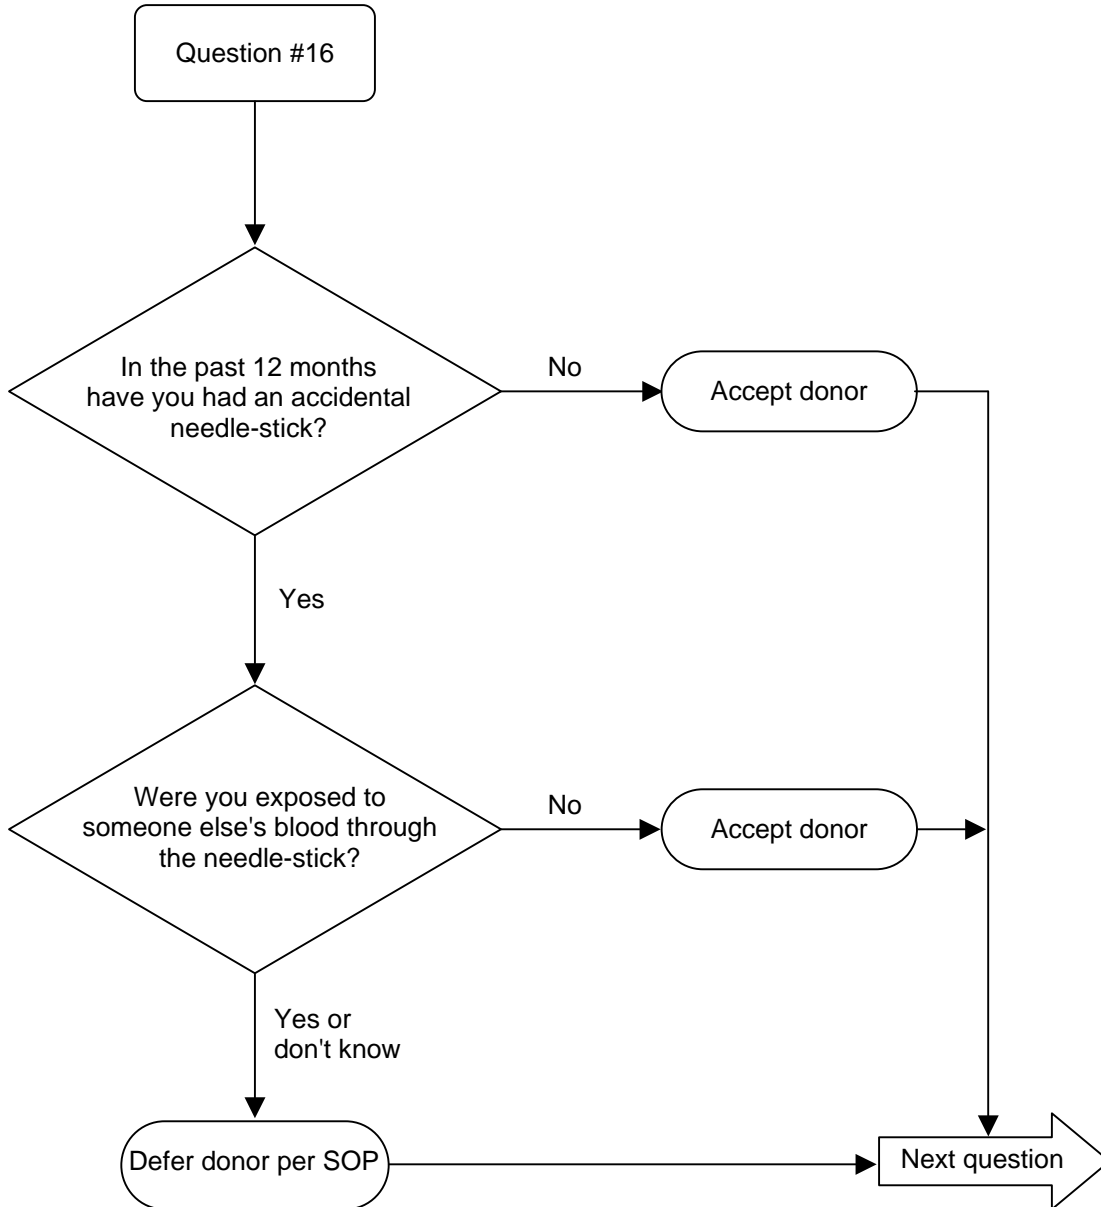 Question #16
In the past 12 months
have you had an accidental
needle-stick?
No
Accept donor
Yes
Were you exposed to
someone else's blood through
the needle-stick?
No
Accept donor
Yes or
don't know
Defer donor per SOP
Next question